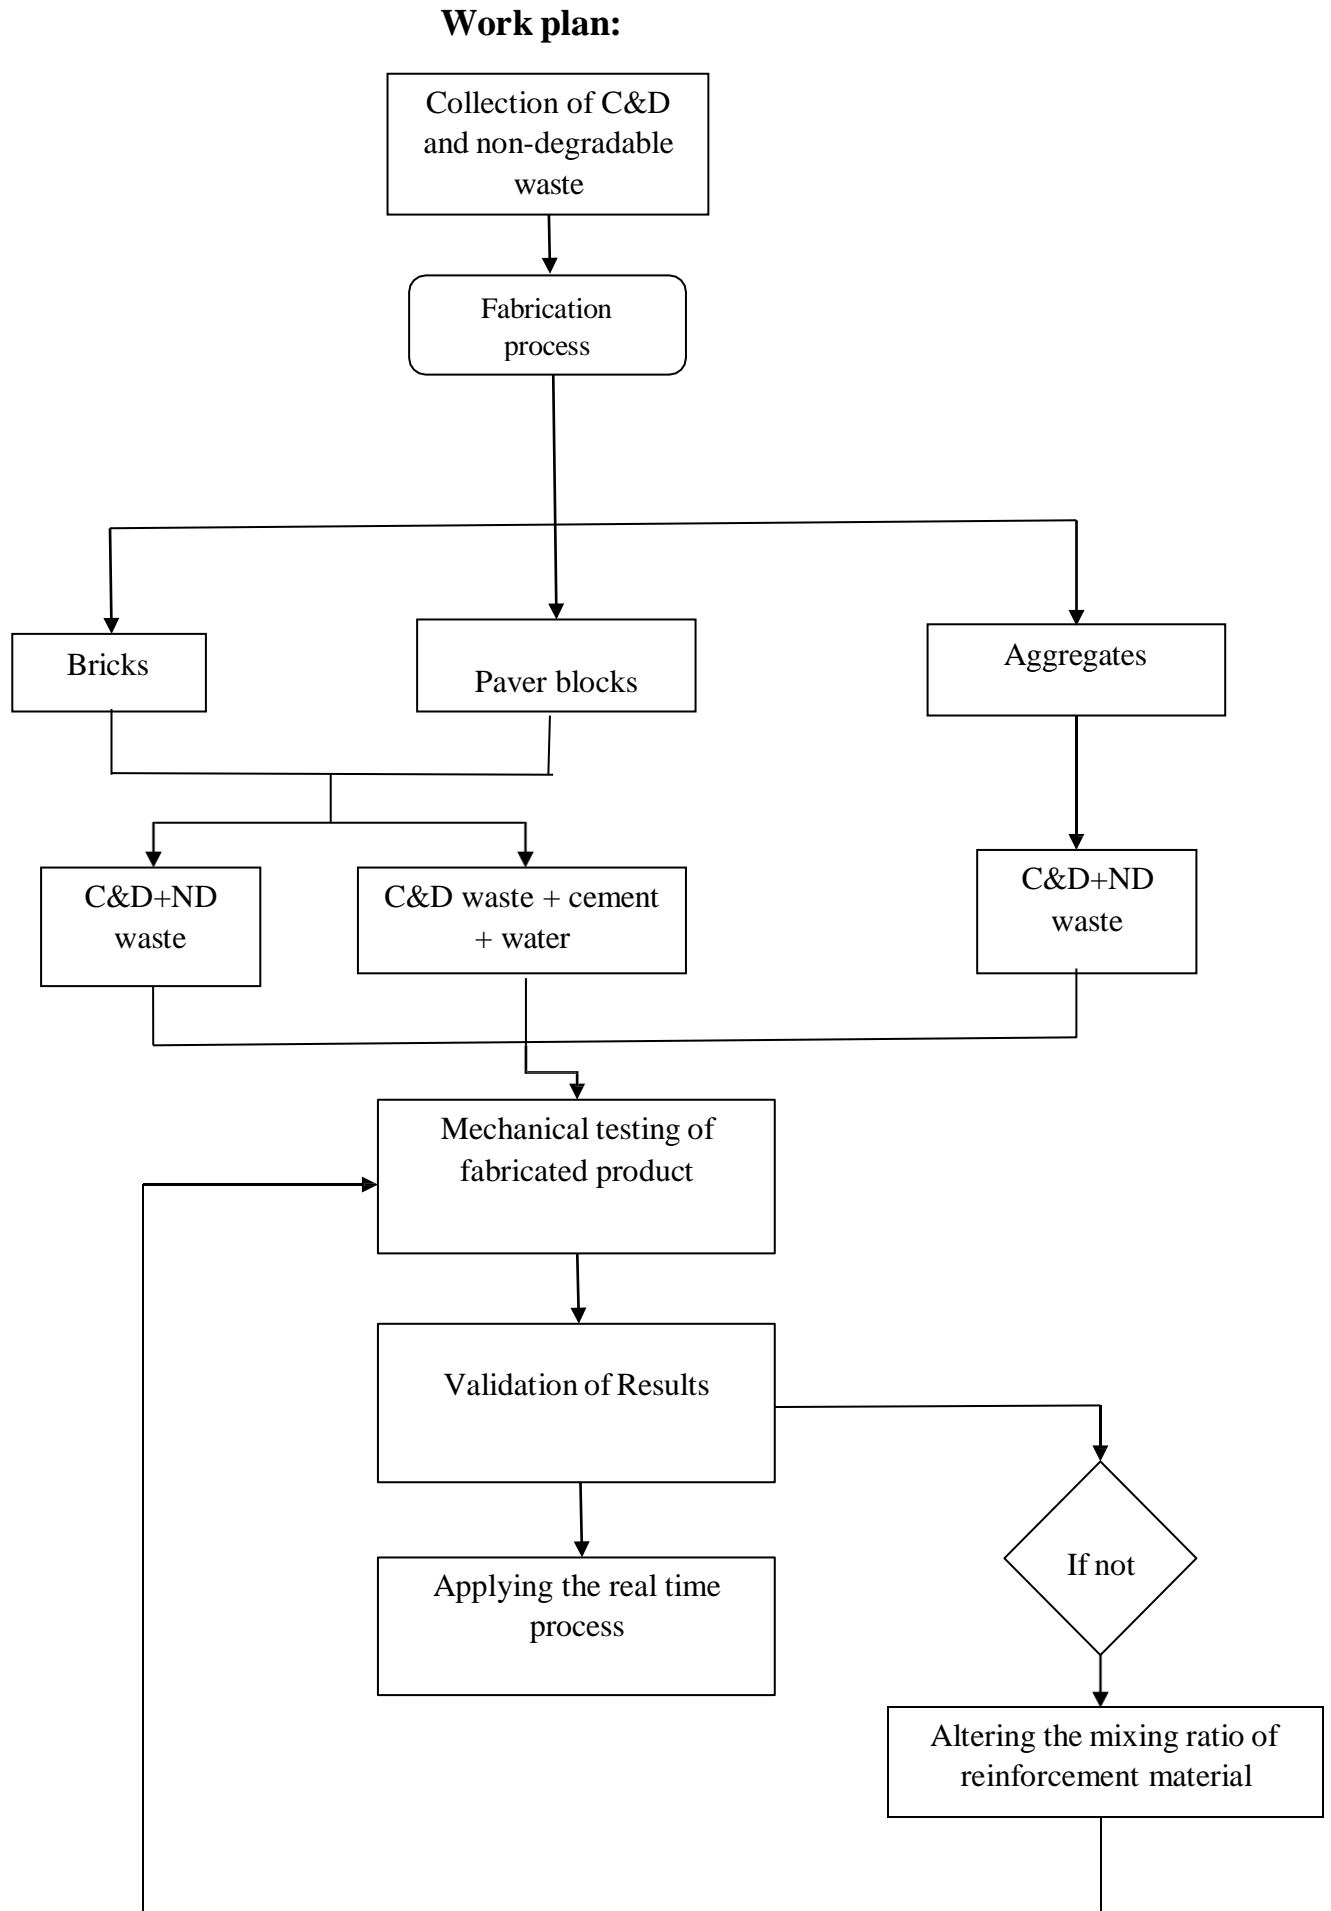 Work plan:
Collection of C&D
and non-degradable
waste
Fabrication
process
Bricks
Paver blocks
Aggregates
C&D+ND
waste
C&D waste + cement
+ water
C&D+ND
waste
Mechanical testing of
fabricated product
Validation of Results
If not
Applying the real time
process
Altering the mixing ratio of
reinforcement material